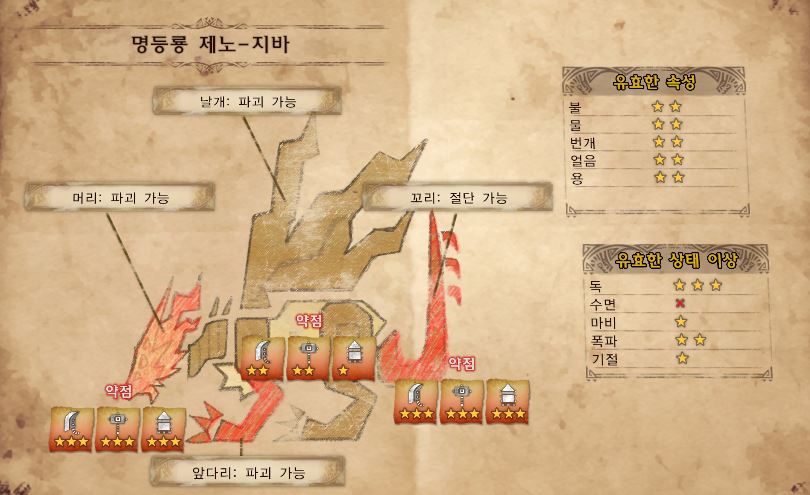 명등룡 제노-지바
날개: 파괴 가능
머리: 파괴 가능
꼬리: 절단 가능
약점
약점
약점
앞다리: 파괴 가능
유효한 속성
불
물
번개
얼음
용
유효한 상태 이상
독
수면
마비
폭파
기절